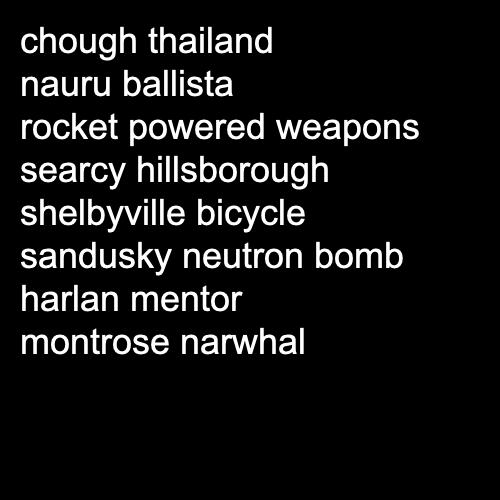 chough thailand
nauru ballista
rocket powered weapons
searcy hillsborough
shelbyville bicycle
sandusky neutron bomb
harlan mentor
montrose narwhal